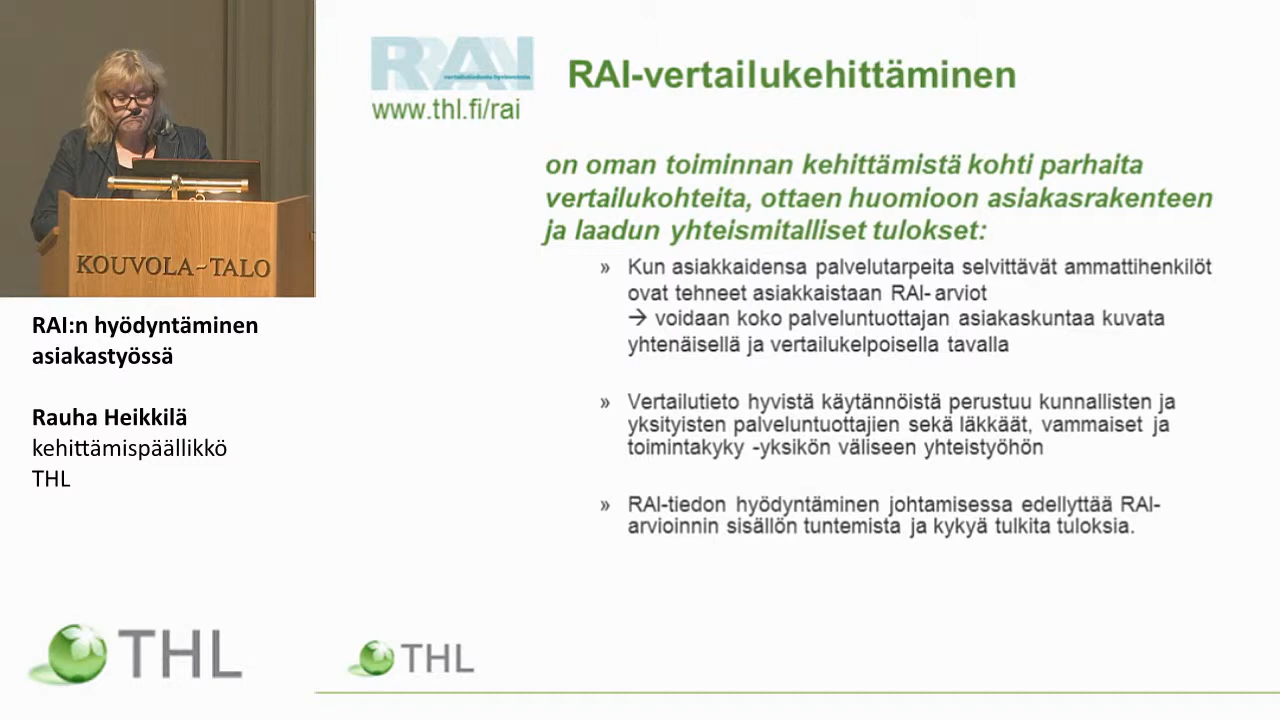 RAI
www.thl.fi/rai
RAI-vertailukehittäminen
on oman toiminnan kehittämistä kohti parhaita
vertailukohteita, ottaen huomioon asiakasrakenteen
ja laadun yhteismitalliset tulokset:
» Kun asiakkaidensa palvelutarpeita selvittävät ammattihenkilöt
ovat tehneet asiakkaistaan RAI- arviot
→ voidaan koko palveluntuottajan asiakaskuntaa kuvata
yhtenäisellä ja vertailukelpoisella tavalla
» Vertailutieto hyvistä käytännöistä perustuu kunnallisten ja
yksityisten palveluntuottajien sekä Iäkkäät, vammaiset ja
toimintakyky -yksikön väliseen yhteistyöhön
» RAI-tiedon hyödyntäminen johtamisessa edellyttää RAI-
arvioinnin sisällön tuntemista ja kykyä tulkita tuloksia.
KOUVOLA-TALO
RAI:n hyödyntäminen
asiakastyössä
Rauha Heikkilä
kehittämispäällikkö
THL
THL
THL